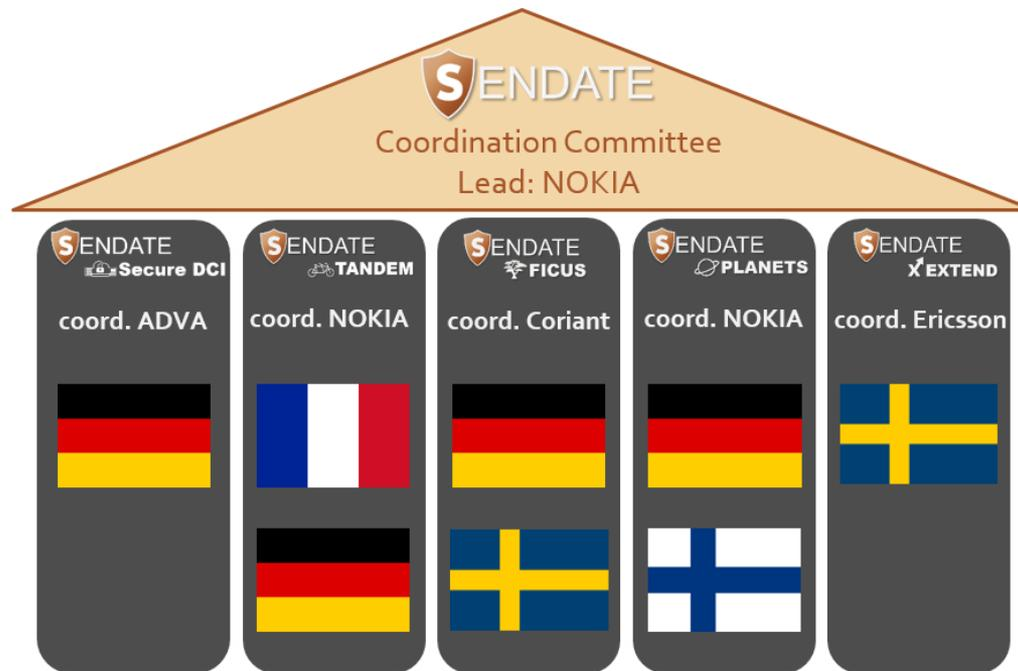 SENDATE
Coordination Committee
Lead: NOKIA
SENDATE
Secure DCI
coord. ADVA
SENDATE
TANDEM
coord. NOKIA
SENDATE
FICUS
coord. Coriant
SENDATE
PLANETS
coord. NOKIA
SENDATE
EXTEND
coord. Ericsson